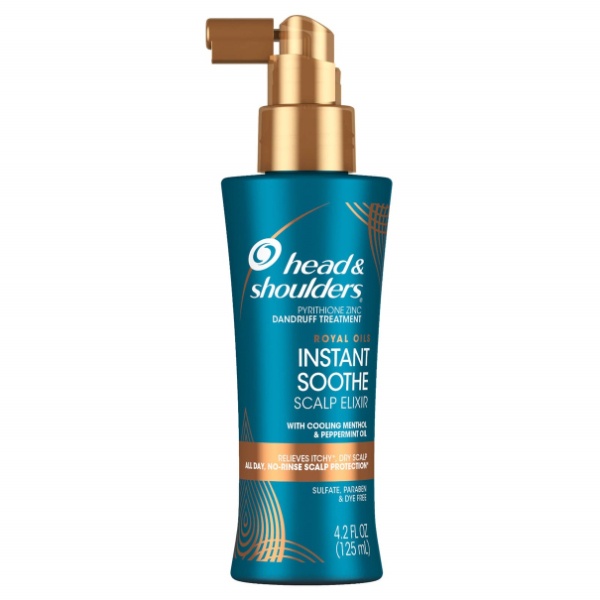 head &
shoulders®
PYRITHIONE ZINC
DANDRUFF TREATMENT
ROYAL OILS
INSTANT
SOOTHE
SCALP ELIXIR
WITH COOLING MENTHOL
& PEPPERMINT OIL
RELIEVES ITCHY*, DRY SCALP
ALL DAY, NO-RINSE SCALP PROTECTION*
SULFATE, PARABEN
& DYE FREE
4.2 FL OZ
(125 mL)